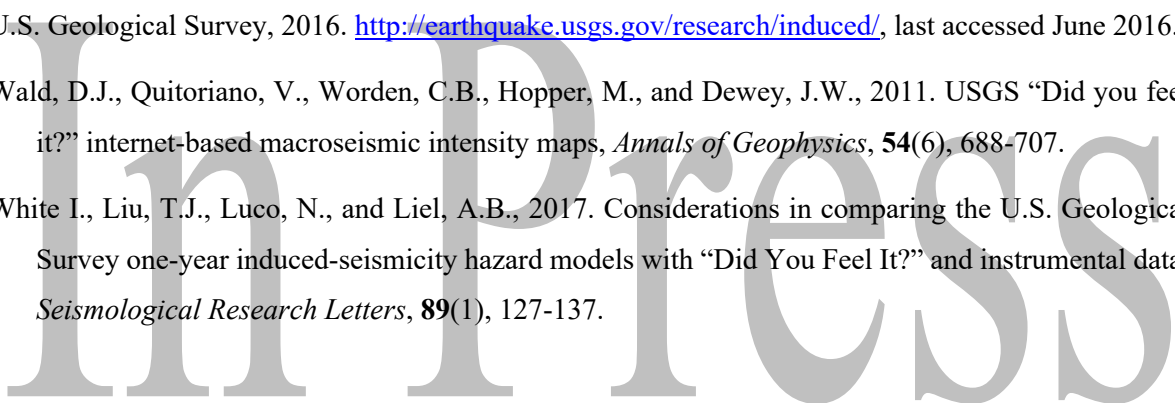 U.S. Geological Survey, 2016. http://earthquake.usgs.gov/research/induced/, last accessed June 2016.
Wald, D.J., Quitoriano, V., Worden, C.B., Hopper, M., and Dewey, J.W., 2011. USGS “Did you feel
it?” internet-based macroseismic intensity maps, Annals of Geophysics, 54(6), 688-707.
White I., Liu, T.J., Luco, N., and Liel, A.B., 2017. Considerations in comparing the U.S. Geological
Survey one-year induced-seismicity hazard models with “Did You Feel It?” and instrumental data
Seismological Research Letters, 89(1), 127-137.
In Press